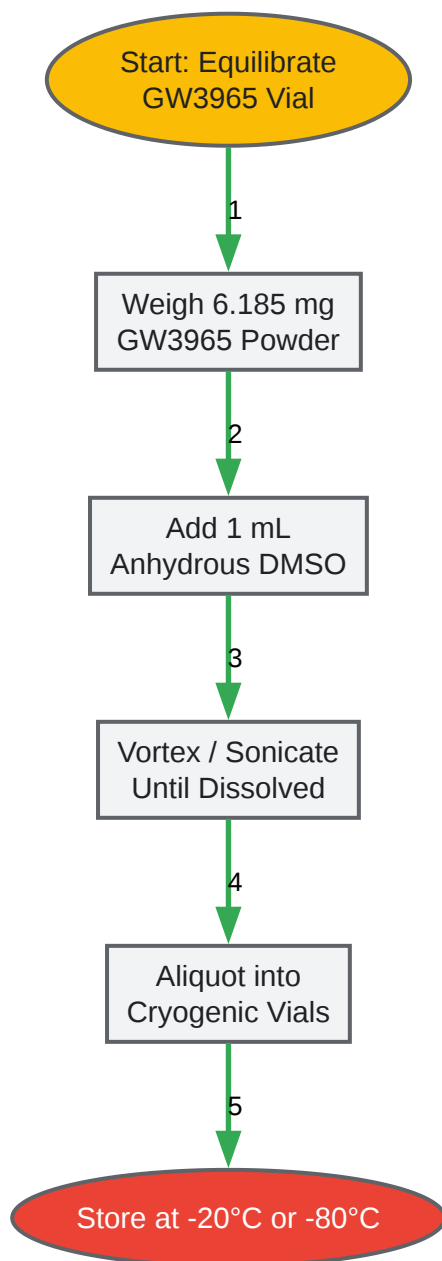 Start: Equilibrate
GW3965 Vial
1
Weigh 6.185 mg
GW3965 Powder
2
Add 1 mL
Anhydrous DMSO
3
Vortex / Sonicate
Until Dissolved
4
Aliquot into
Cryogenic Vials
5
Store at -20°C or -80°C